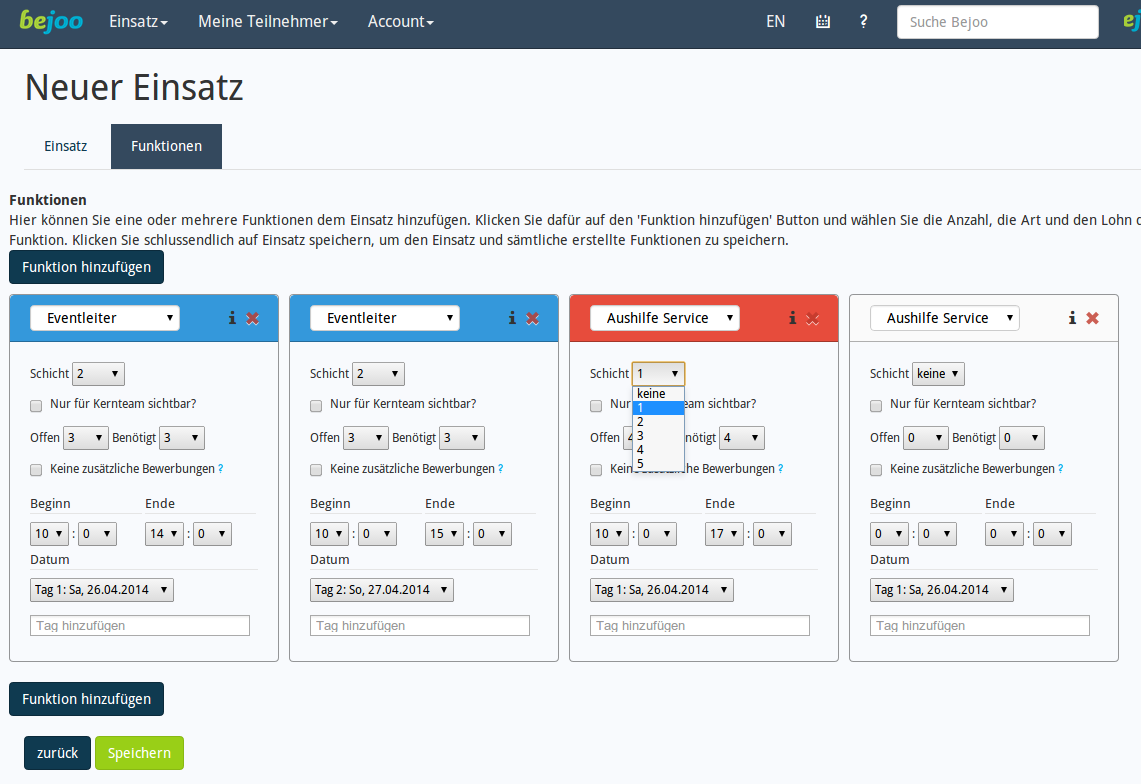 bejoo Einsatz Meine Teilnehmer Account EN ? Suche Bejoo ej
Neuer Einsatz
Einsatz Funktionen
Funktionen
Hier können Sie eine oder mehrere Funktionen dem Einsatz hinzufügen. Klicken Sie dafür auf den 'Funktion hinzufügen' Button und wählen Sie die Anzahl, die Art und den Lohn d
Funktion. Klicken Sie schlussendlich auf Einsatz speichern, um den Einsatz und sämtliche erstellte Funktionen zu speichern.
Funktion hinzufügen
Eventleiter i
Schicht 2
Nur für Kernteam sichtbar?
Offen 3 Benötigt 3
Keine zusätzliche Bewerbungen ?
Beginn Ende
10 : 0 14 : 0
Datum
Tag 1: Sa, 26.04.2014
Tag hinzufügen
Eventleiter i
Schicht 2
Nur für Kernteam sichtbar?
Offen 3 Benötigt 3
Keine zusätzliche Bewerbungen ?
Beginn Ende
10 : 0 15 : 0
Datum
Tag 2: So, 27.04.2014
Tag hinzufügen
Aushilfe Service i
Schicht 1
keine
1
2
3
4
5
Nur eam sichtbar?
Offen 4 nötigt 4
Keine zusätzliche Bewerbungen ?
Beginn Ende
10 : 0 17 : 0
Datum
Tag 1: Sa, 26.04.2014
Tag hinzufügen
Aushilfe Service i
Schicht keine
Nur für Kernteam sichtbar?
Offen 0 Benötigt 0
Keine zusätzliche Bewerbungen ?
Beginn Ende
0 : 0 0 : 0
Datum
Tag 1: Sa, 26.04.2014
Tag hinzufügen
Funktion hinzufügen
zurück Speichern